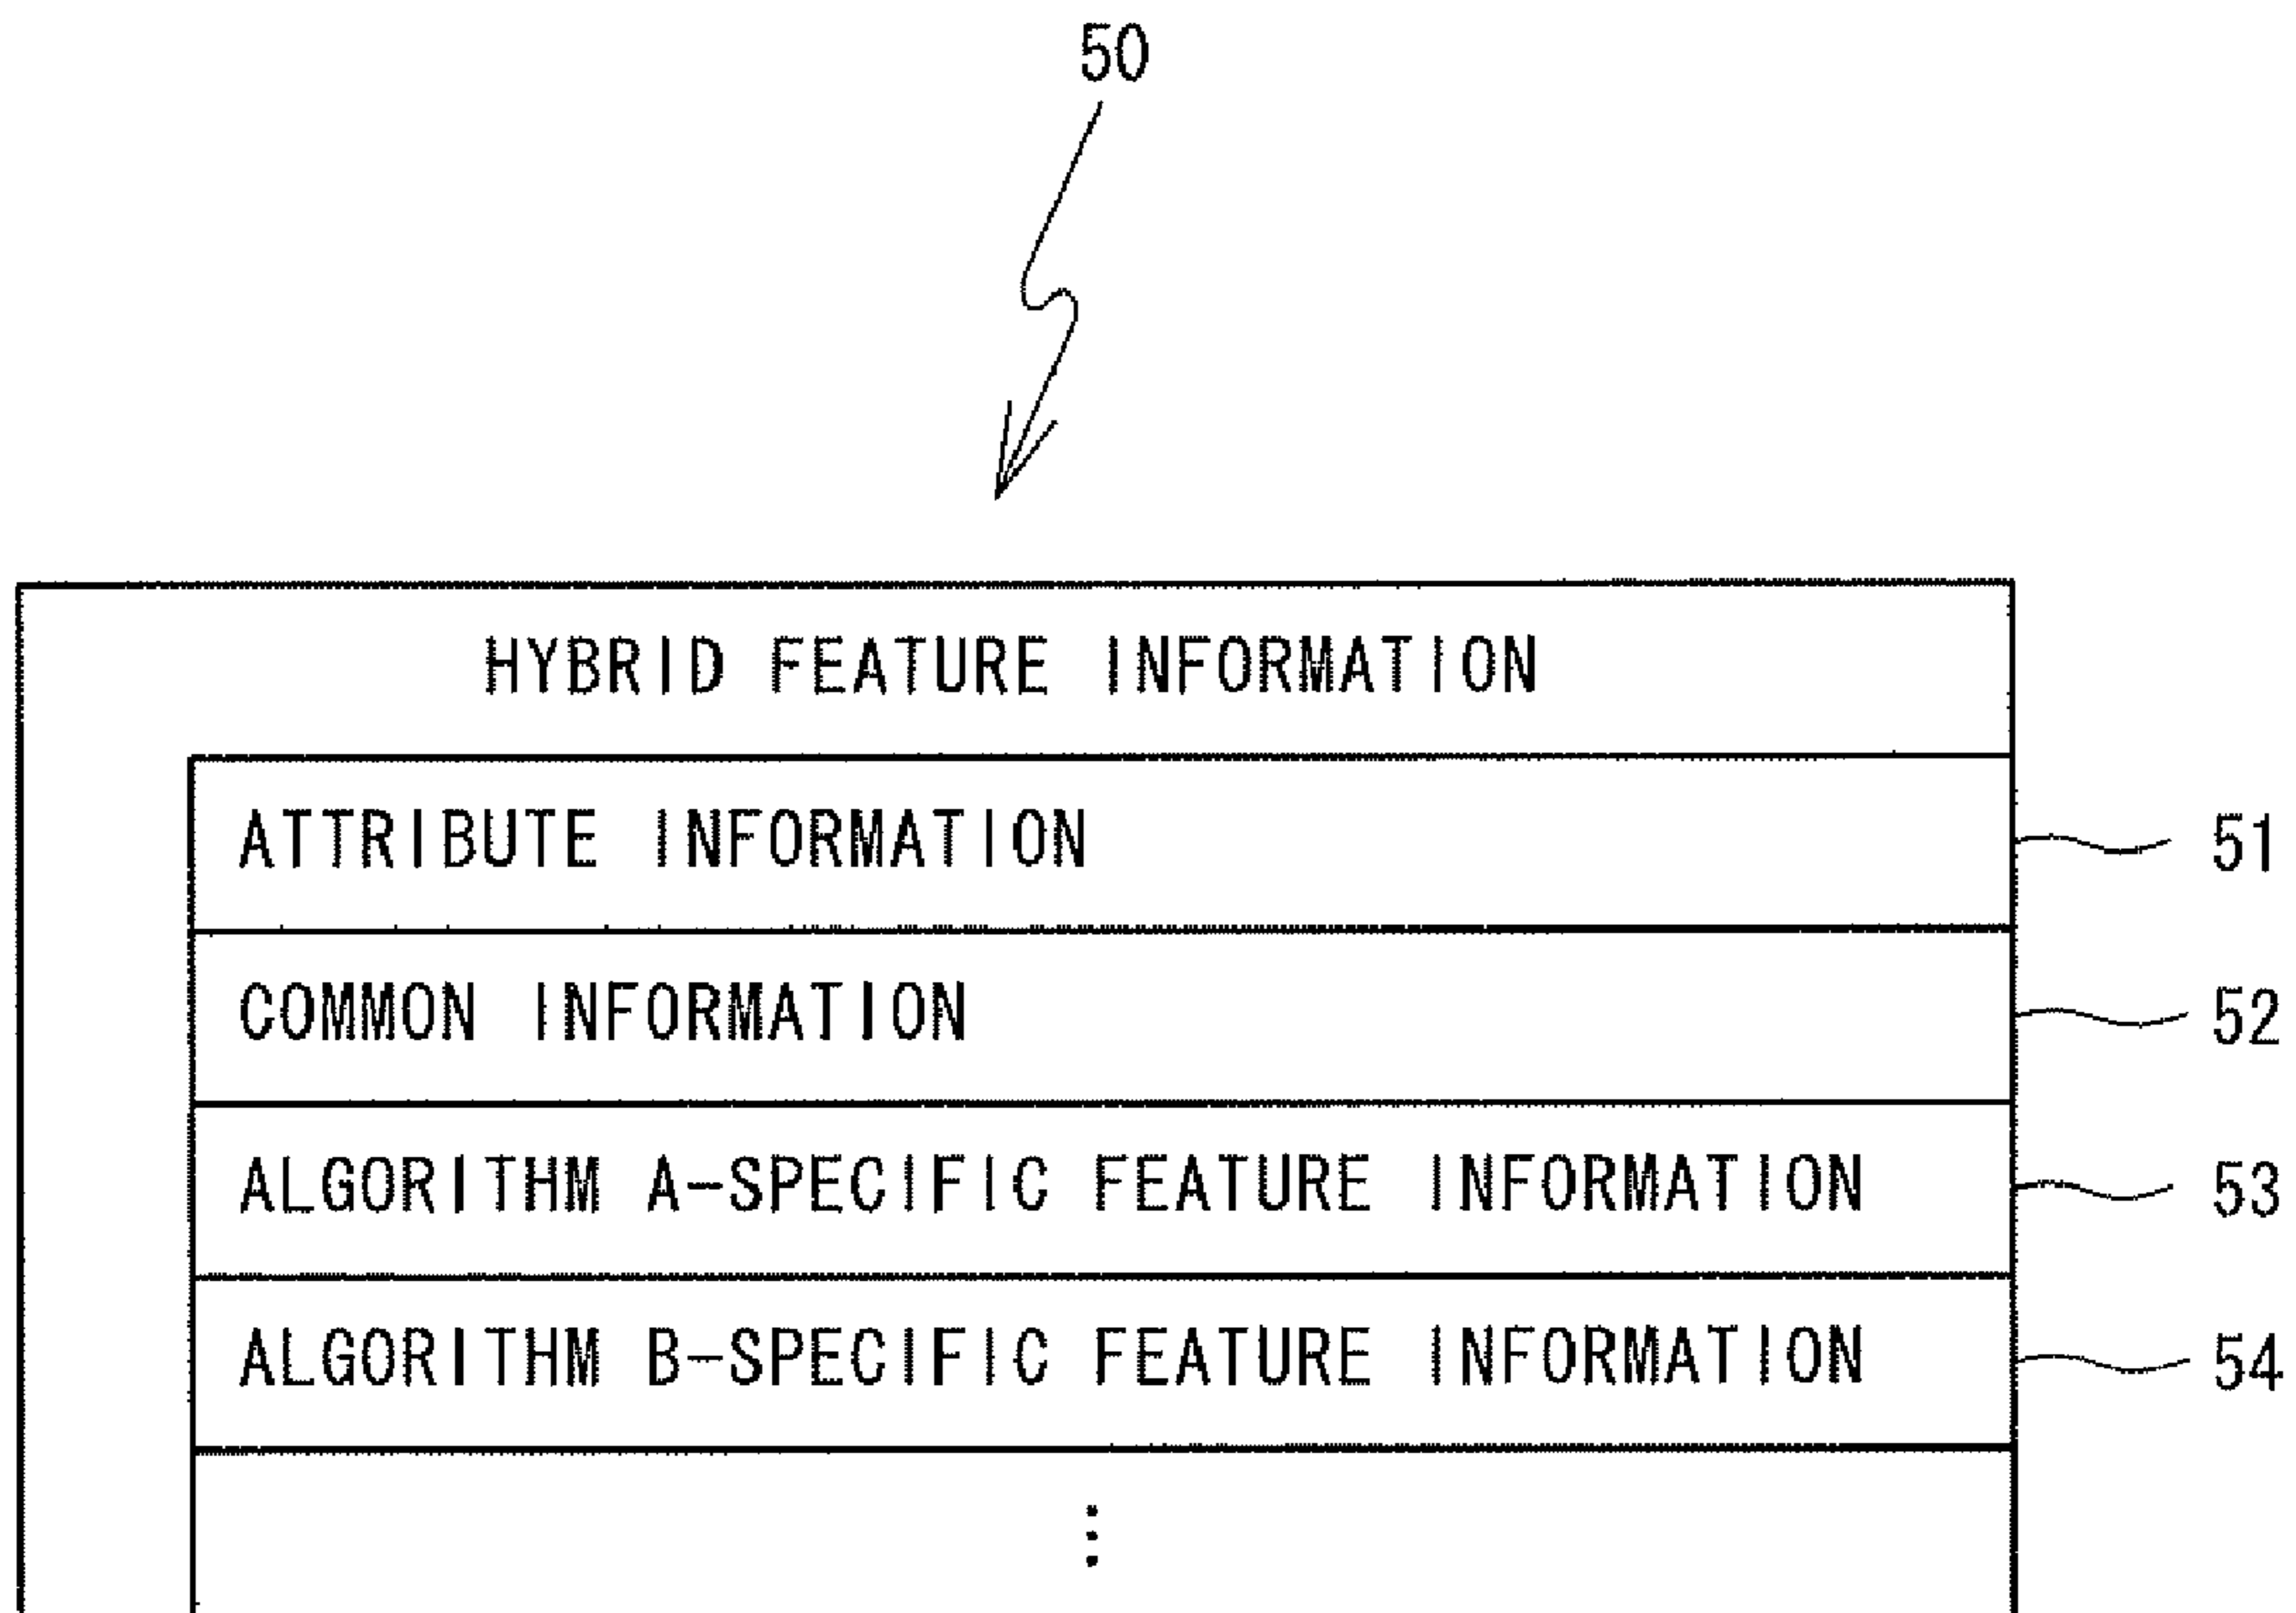 50
HYBRID FEATURE INFORMATION
ATTRIBUTE INFORMATION 51
COMMON INFORMATION 52
ALGORITHM A-SPECIFIC FEATURE INFORMATION 53
ALGORITHM B-SPECIFIC FEATURE INFORMATION 54
⋮